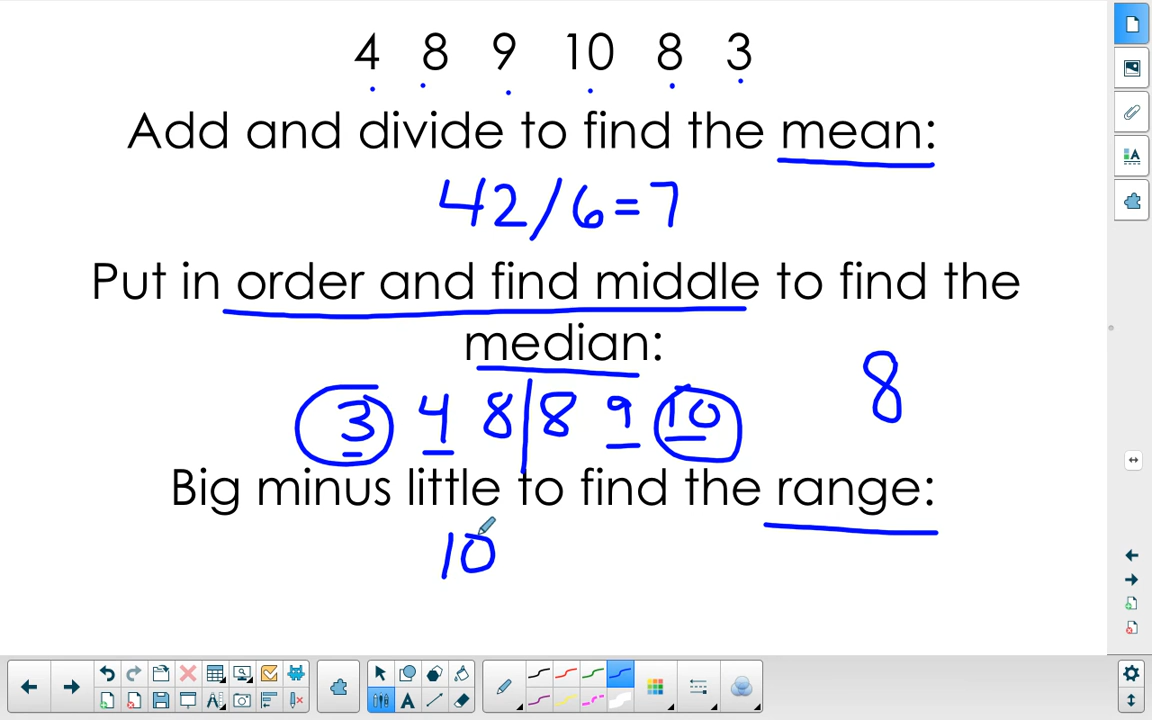 4 8 9 10 8 3
Add and divide to find the mean:
42/6=7
Put in order and find middle to find the
median:
8
3 4 8|8 9 10
Big minus little to find the range:
10